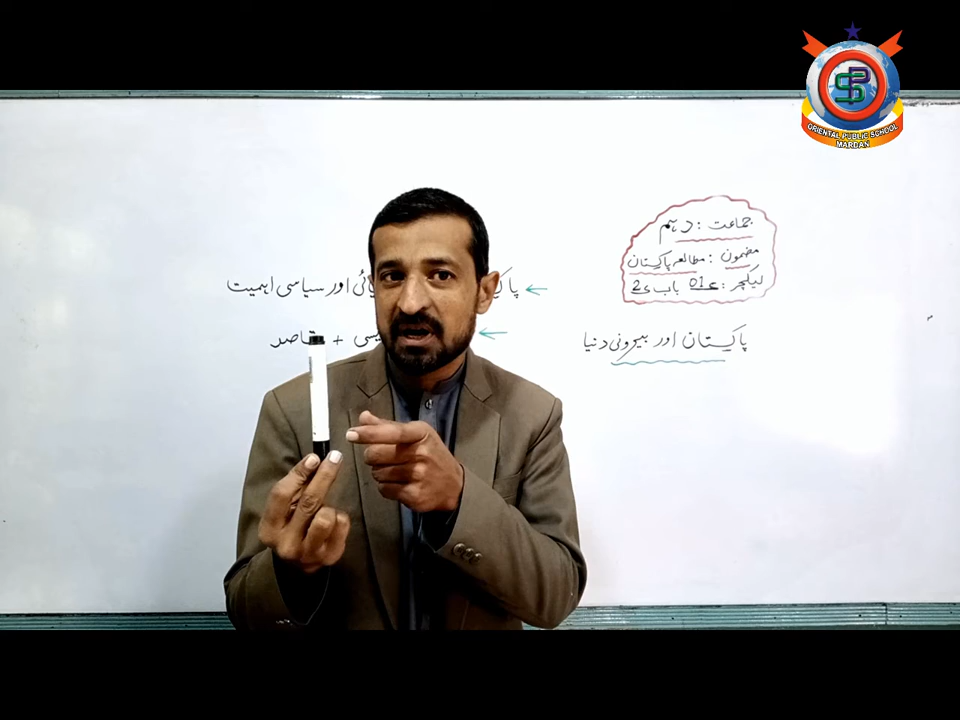 ORIENTAL PUBLIC SCHOOL
MARDAN
جماعت : دہم
مضمون : مطالعہ پاکستان
لیکچر : 01 باب 2
پاکستان اور بیرونی دنیا
اور سیاسی اہمیت
+